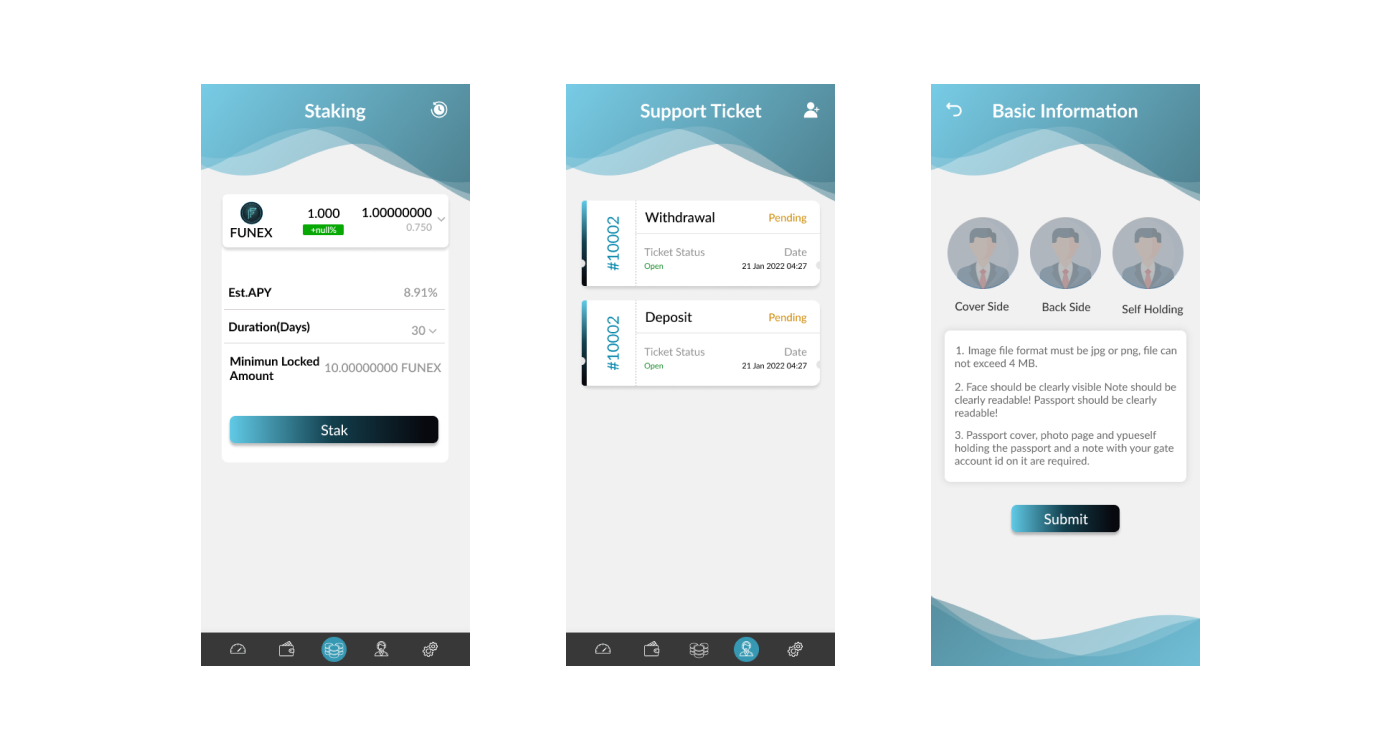 Staking
FUNEX
1.000
+null%
1.00000000
0.750
Est.APY
8.91%
Duration(Days)
30
Minimun Locked
Amount
10.00000000 FUNEX
Stak
Support Ticket
#10002
Withdrawal
Pending
Ticket Status
Date
Open
21 Jan 2022 04:27
#10002
Deposit
Pending
Ticket Status
Date
Open
21 Jan 2022 04:27
Basic Information
Cover Side
Back Side
Self Holding
1. Image file format must be jpg or png, file can
not exceed 4 MB.
2. Face should be clearly visible Note should be
clearly readable! Passport should be clearly
readable!
3. Passport cover, photo page and ypueself
holding the passport and a note with your gate
account id on it are required.
Submit